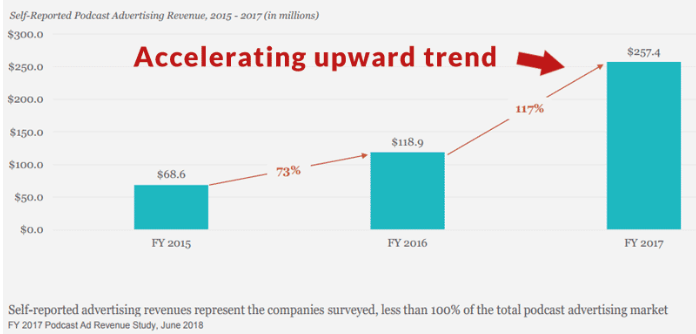 Self-Reported Podcast Advertising Revenue, 2015 - 2017 (in millions)
$300.0
Accelerating upward trend
$257.4
$250.0
$200.0
117%
$150.0
$118.9
$100.0
73%
$68.6
$50.0
$0.0
FY 2015 FY 2016 FY 2017
Self-reported advertising revenues represent the companies surveyed, less than 100% of the total podcast advertising market
FY 2017 Podcast Ad Revenue Study, June 2018